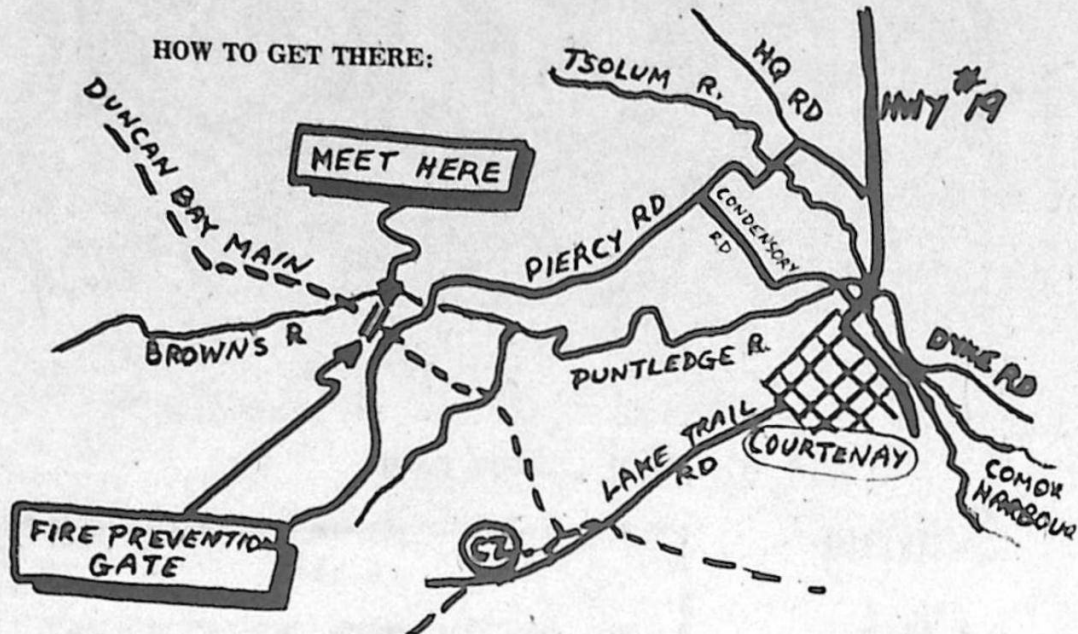 HOW TO GET THERE:
TSOLUM R.
HQ RD
HWY #19
DUNCAN BAY MAIN
MEET HERE
PIERCY RD
CONDENSORY
RD
BROWNS R
PUNTLEDGE R.
DYKE RD
LAKE TRAIL
RD
COURTENAY
COMOX
HARBOUR
FIRE PREVENTION
GATE